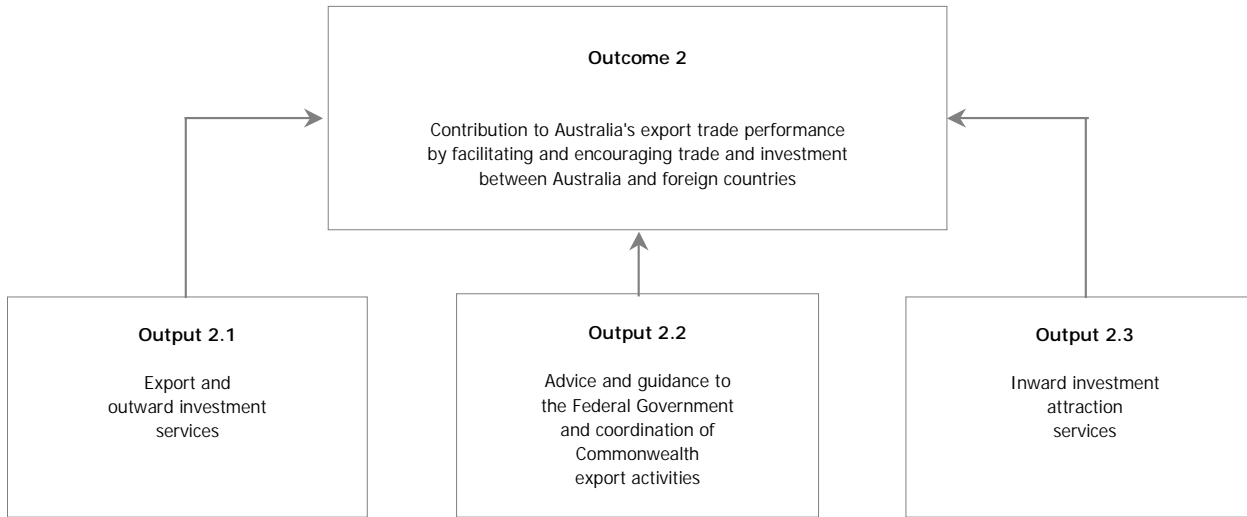 Outcome 2
Contribution to Australia's export trade performance
by facilitating and encouraging trade and investment
between Australia and foreign countries
Output 2.1
Export and
outward investment
services
Output 2.2
Advice and guidance to
the Federal Government
and coordination of
Commonwealth
export activities
Output 2.3
Inward investment
attraction
services